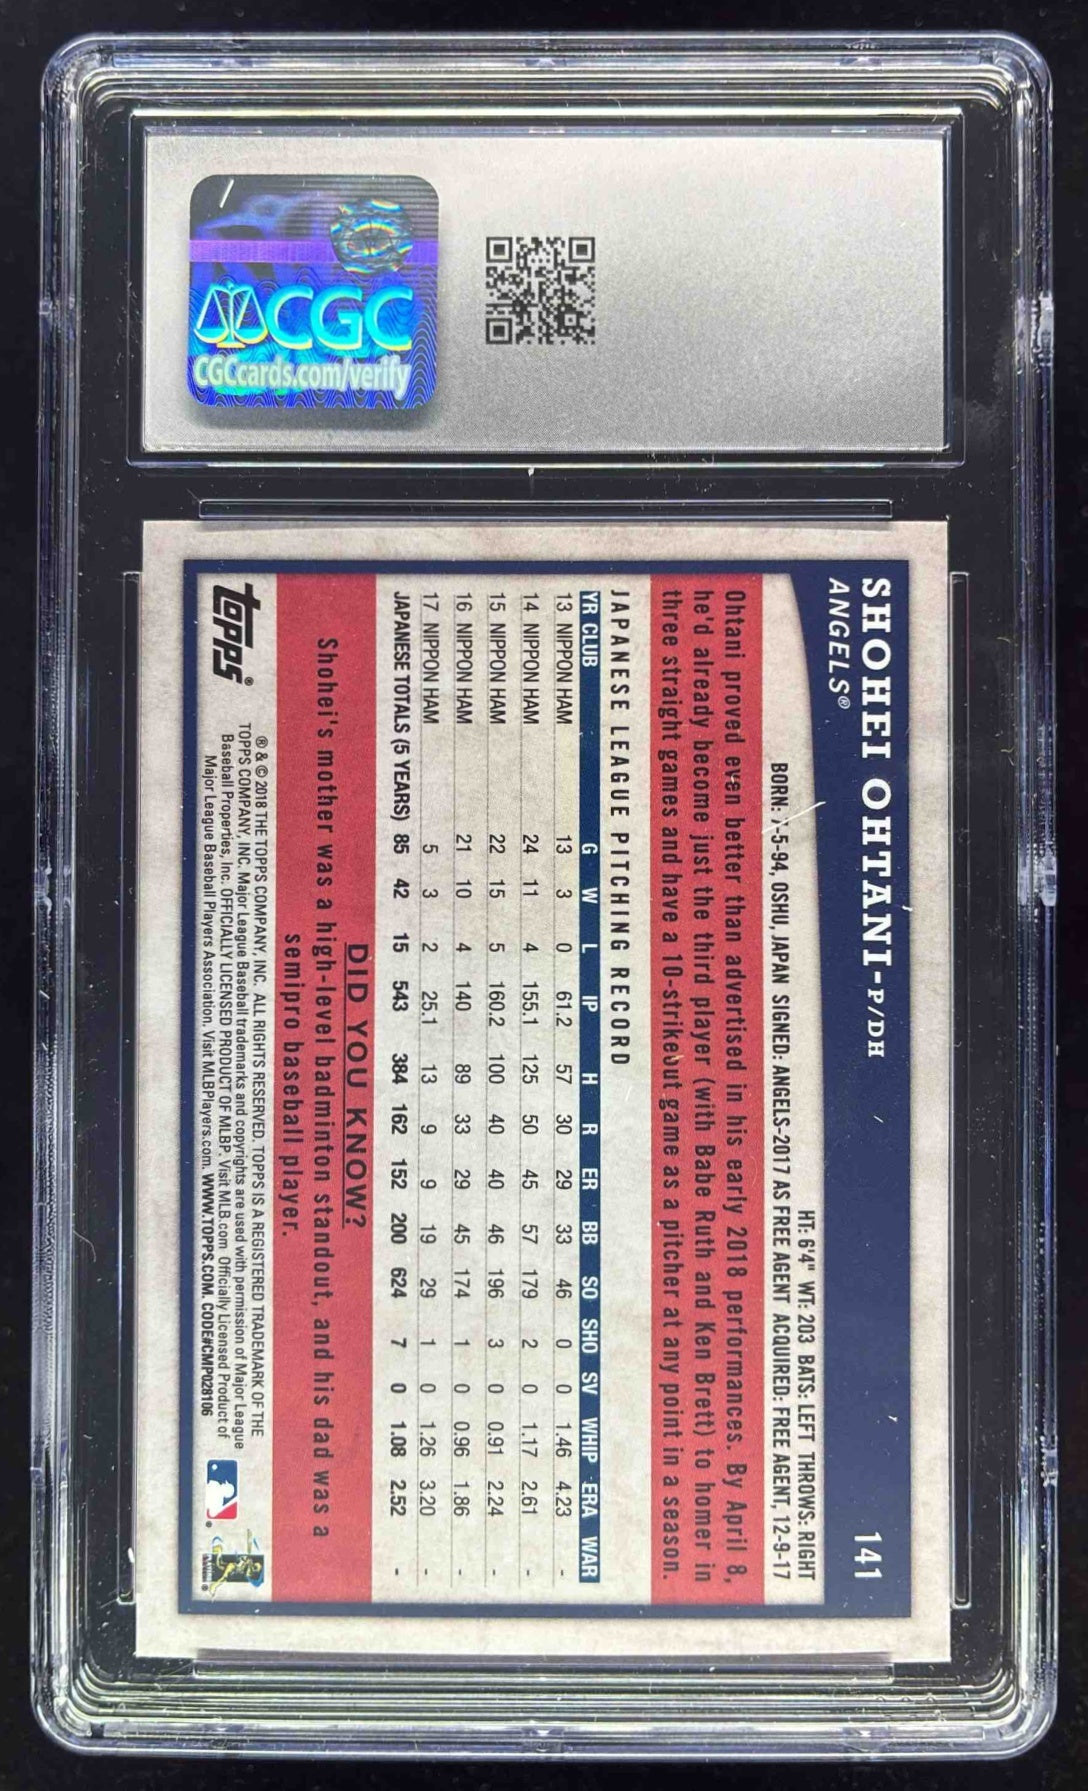 CGC
CGCcards.com/verify
SHOHEI OHTANI-P/DH
141
ANGELS®
HT: 6'4" WT: 203 BATS: LEFT THROWS: RIGHT
BORN: 7-5-94, OSHU, JAPAN SIGNED: ANGELS-2017 AS FREE AGENT ACQUIRED: FREE AGENT, 12-9-17
Ohtani proved even better than advertised in his early 2018 performances. By April 8,
he'd already become just the third player (with Babe Ruth and Ken Brett) to homer in
three straight games and have a 10-strikeout game as a pitcher at any point in a season.
JAPANESE LEAGUE PITCHING RECORD
YR CLUB G W L IP H R ER BB SO SHO SV WHIP ERA WAR
13 NIPPON HAM 13 3 0 61.2 57 30 29 33 46 0 0 1.46 4.23 -
14 NIPPON HAM 24 11 4 155.1 125 50 45 57 179 2 0 1.17 2.61 -
15 NIPPON HAM 22 15 5 160.2 100 40 40 46 196 3 0 0.91 2.24 -
16 NIPPON HAM 21 10 4 140 89 33 29 45 174 1 0 0.96 1.86 -
17 NIPPON HAM 5 3 2 25.1 13 9 9 19 29 1 0 1.26 3.20 -
JAPANESE TOTALS (5 YEARS) 85 42 15 543 384 162 152 200 624 7 0 1.08 2.52 -
DID YOU KNOW?
Shohei's mother was a high-level badminton standout, and his dad was a
semipro baseball player.
topps®
® & © 2018 THE TOPPS COMPANY, INC. ALL RIGHTS RESERVED. TOPPS IS A REGISTERED TRADEMARK OF THE
TOPPS COMPANY, INC. Major League Baseball trademarks and copyrights are used with permission of Major League
Baseball Properties, Inc. OFFICIALLY LICENSED PRODUCT OF MLBP. Visit MLB.com Officially Licensed Product of
Major League Baseball Players Association. Visit MLBPlayers.com. WWW.TOPPS.COM. CODE#CMP028106